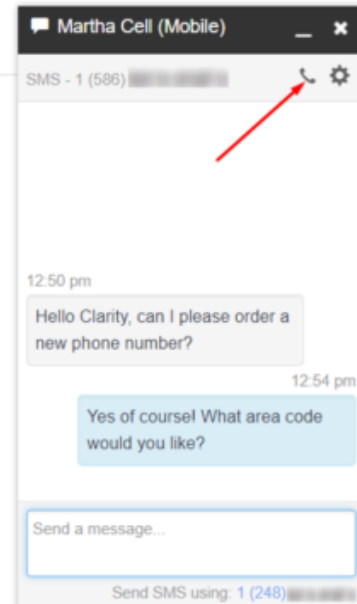 Martha Cell (Mobile)
SMS - 1 (586)
12:50 pm
Hello Clarity, can I please order a
new phone number?
12:54 pm
Yes of course! What area code
would you like?
Send a message...
Send SMS using: 1 (248)